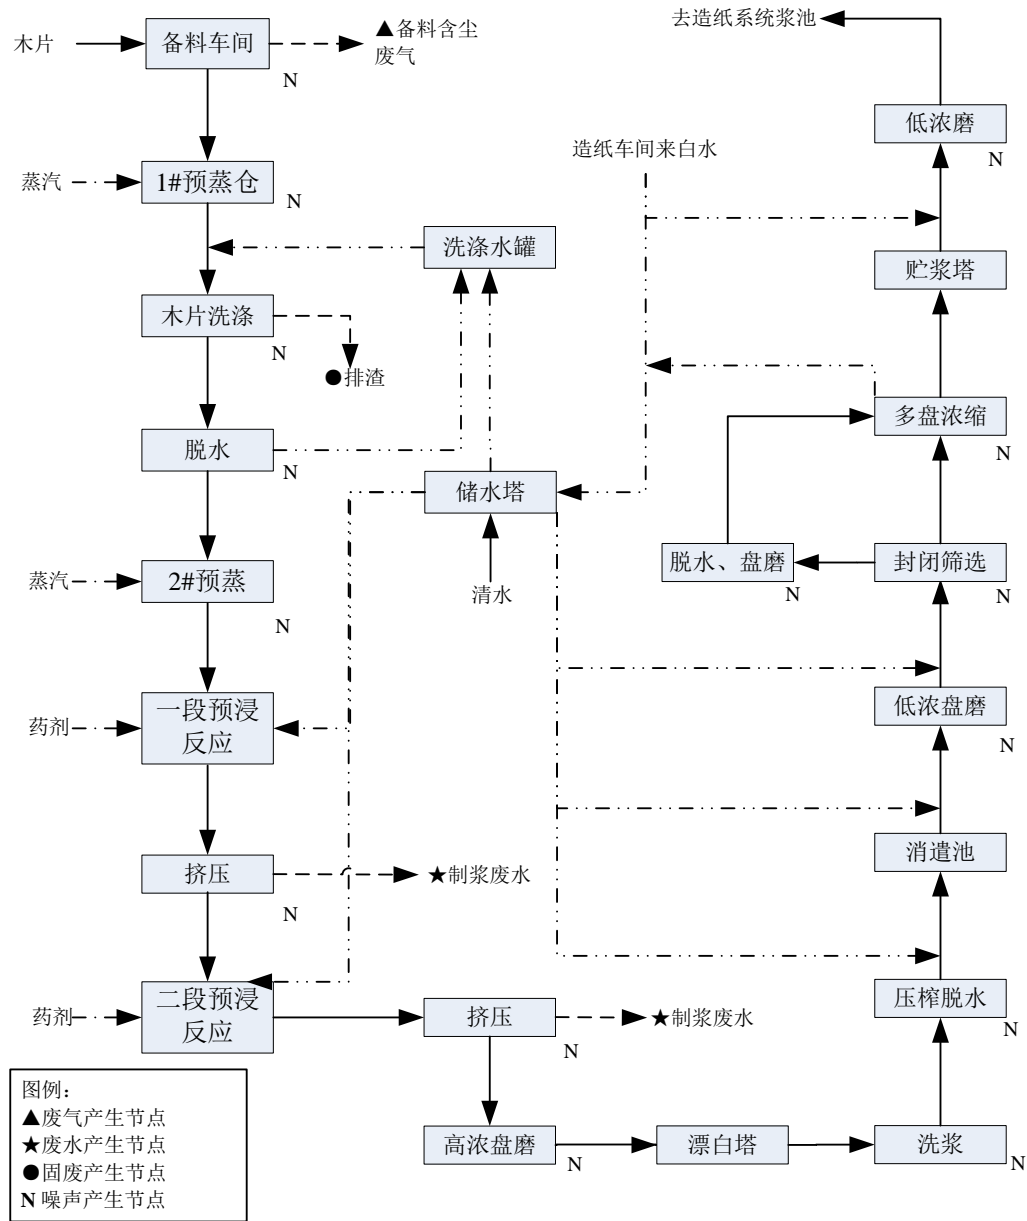 去造纸系统浆池
木片
备料车间
▲备料含尘
废气
N
低浓磨
N
造纸车间来白水
蒸汽
1#预蒸仓
N
洗涤水罐
贮浆塔
木片洗涤
N
●排渣
多盘浓缩
N
脱水
N
储水塔
脱水、盘磨
N
封闭筛选
N
蒸汽
2#预蒸
N
清水
药剂
一段预浸
反应
低浓盘磨
N
消遣池
挤压
N
★制浆废水
药剂
二段预浸
反应
挤压
N
★制浆废水
压榨脱水
N
高浓盘磨
N
漂白塔
洗浆
N
图例:
▲废气产生节点
★废水产生节点
●固废产生节点
N 噪声产生节点